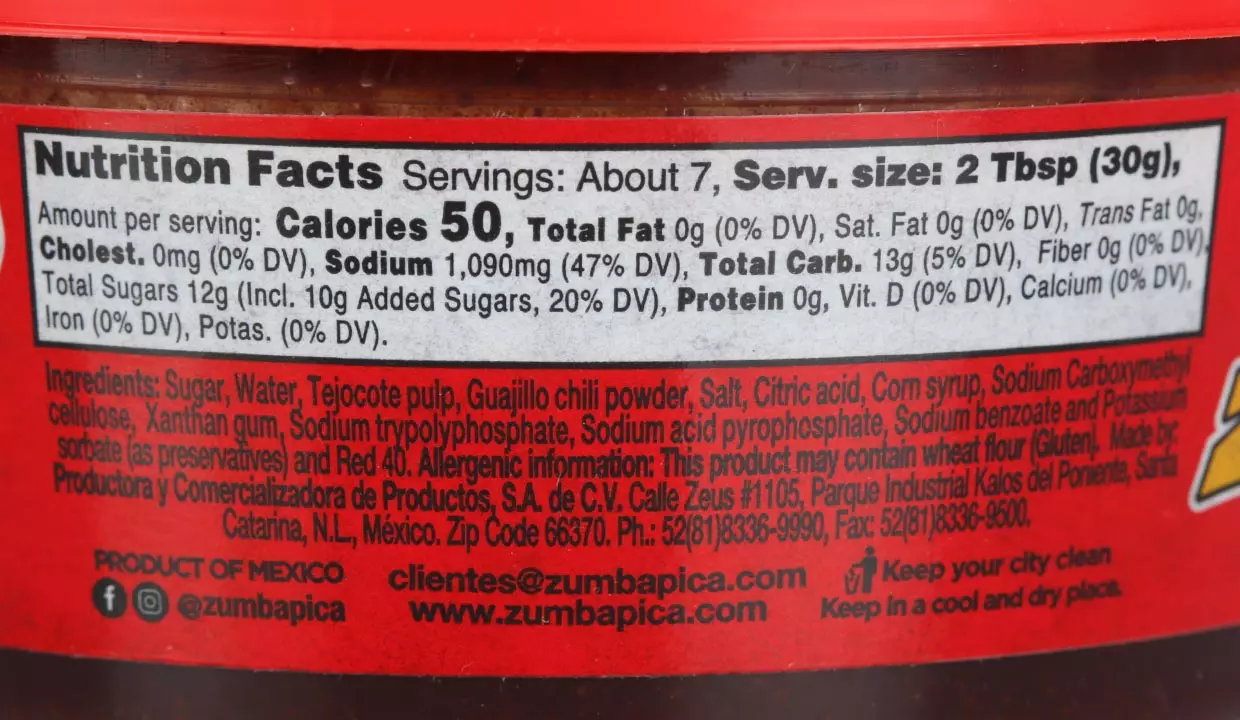 Nutrition Facts Servings: About 7, Serv. size: 2 Tbsp (30g),
Amount per serving: Calories 50, Total Fat 0g (0% DV), Sat. Fat 0g (0% DV), Trans Fat 0g,
Cholest. 0mg (0% DV), Sodium 1,090mg (47% DV), Total Carb. 13g (5% DV), Fiber 0g (0% DV),
Total Sugars 12g (Incl. 10g Added Sugars, 20% DV), Protein 0g, Vit. D (0% DV), Calcium (0% DV),
Iron (0% DV), Potas. (0% DV).
Ingredients: Sugar, Water, Tejocote pulp, Guajillo chili powder, Salt, Citric acid, Corn syrup, Sodium Carboxymethyl
cellulose, Xanthan gum, Sodium trypolyphosphate, Sodium acid pyrophosphate, Sodium benzoate and Potassium
sorbate (as preservatives) and Red 40. Allergenic information: This product may contain wheat flour (Gluten). Made by:
Productora y Comercializadora de Productos, S.A. de C.V. Calle Zeus #1105, Parque Industrial Kalos del Poniente, Santa
Catarina, N.L., México. Zip Code 66370. Ph.: 52(81)8336-9990, Fax: 52(81)8336-9500.
PRODUCT OF MEXICO clientes@zumbapica.com Keep your city clean
@zumbapica www.zumbapica.com Keep in a cool and dry place.